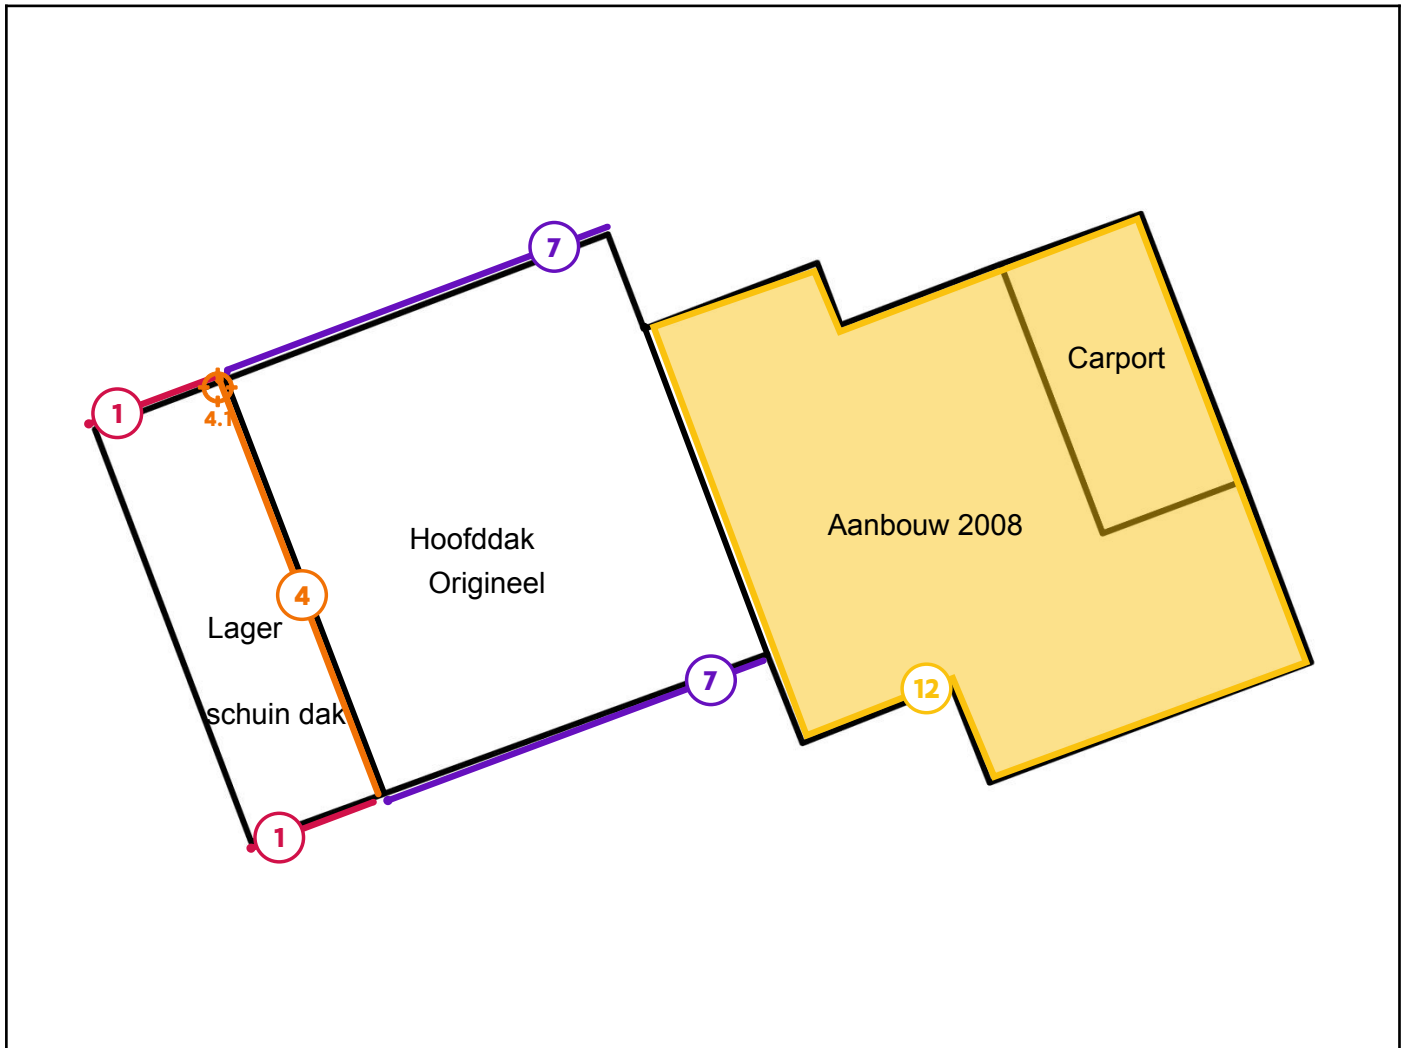 7
Carport
1
4.1
Aanbouw 2008
Hoofddak
Origineel
4
Lager
7
12
schuin dak
1